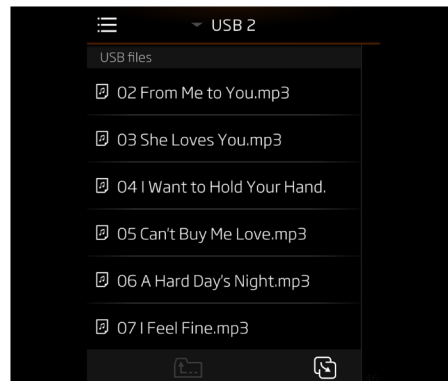 USB 2
USB files
02 From Me to You.mp3
03 She Loves You.mp3
04 I Want to Hold Your Hand.
05 Can't Buy Me Love.mp3
06 A Hard Day's Night.mp3
07 I Feel Fine.mp3